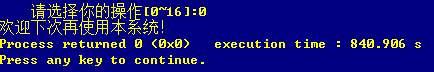 请选择你的操作[0~16]:0
欢迎下次再使用本系统!
Process returned 0 (0x0)   execution time : 840.906 s
Press any key to continue.